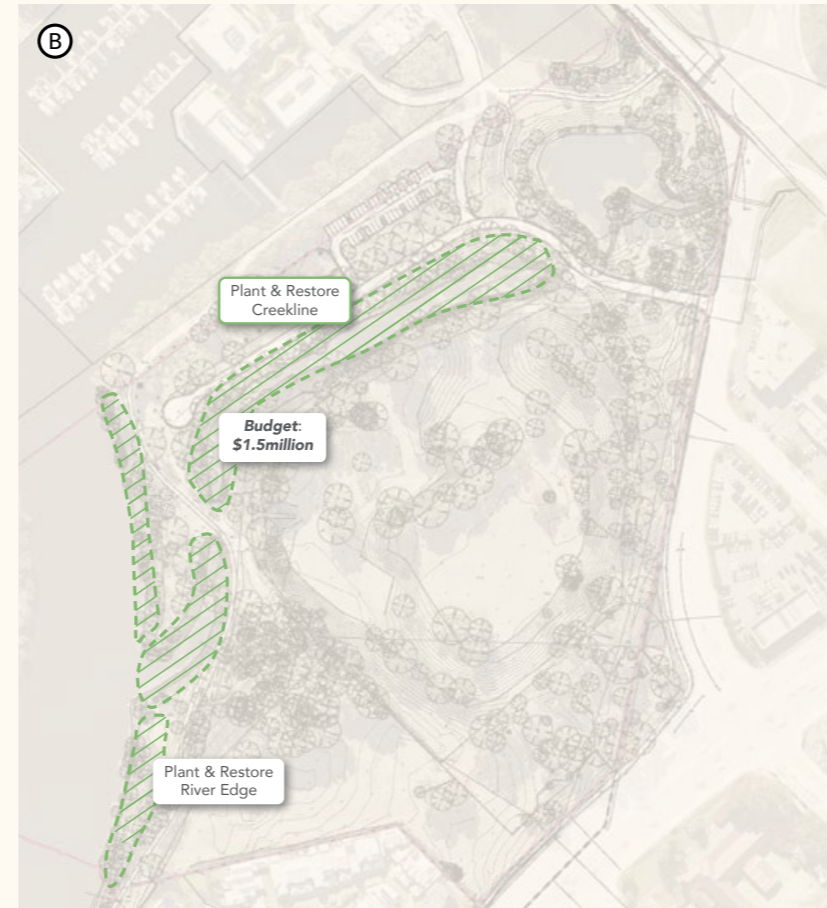 B
Plant & Restore
Creekline
Budget:
$1.5million
Plant & Restore
River Edge